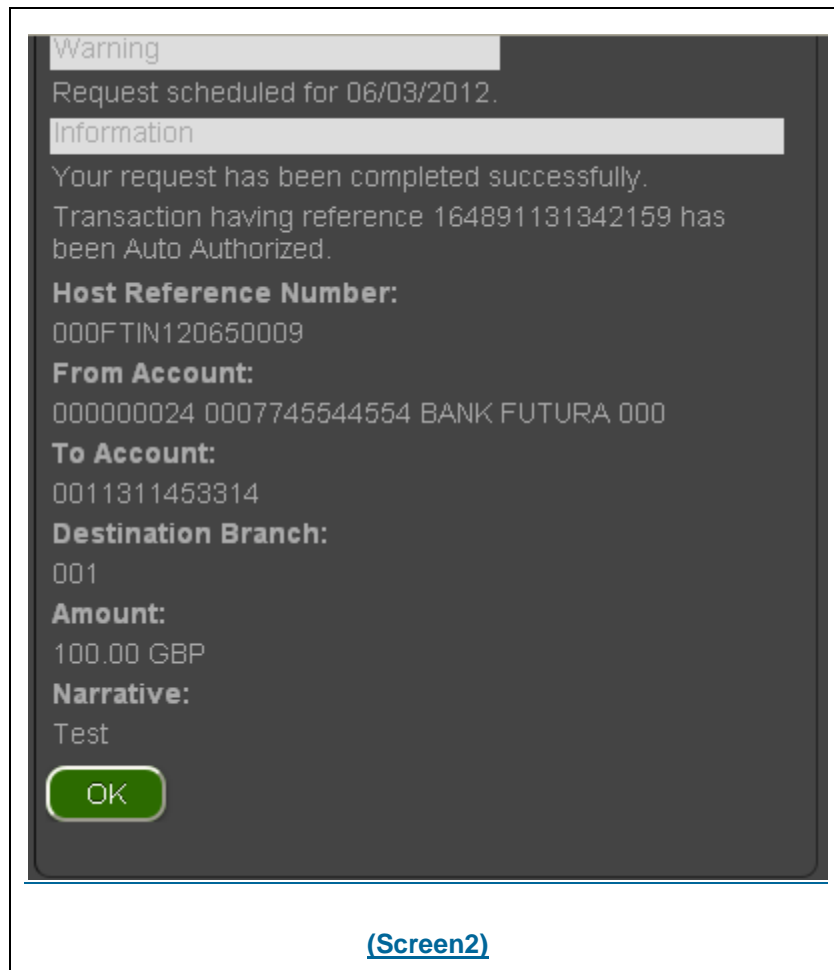 Warning
Request scheduled for 06/03/2012.
Information
Your request has been completed successfully.
Transaction having reference 164891131342159 has
been Auto Authorized.
Host Reference Number:
000FTIN120650009
From Account:
000000024 0007745544554 BANK FUTURA 000
To Account:
0011311453314
Destination Branch:
001
Amount:
100.00 GBP
Narrative:
Test
OK
(Screen2)